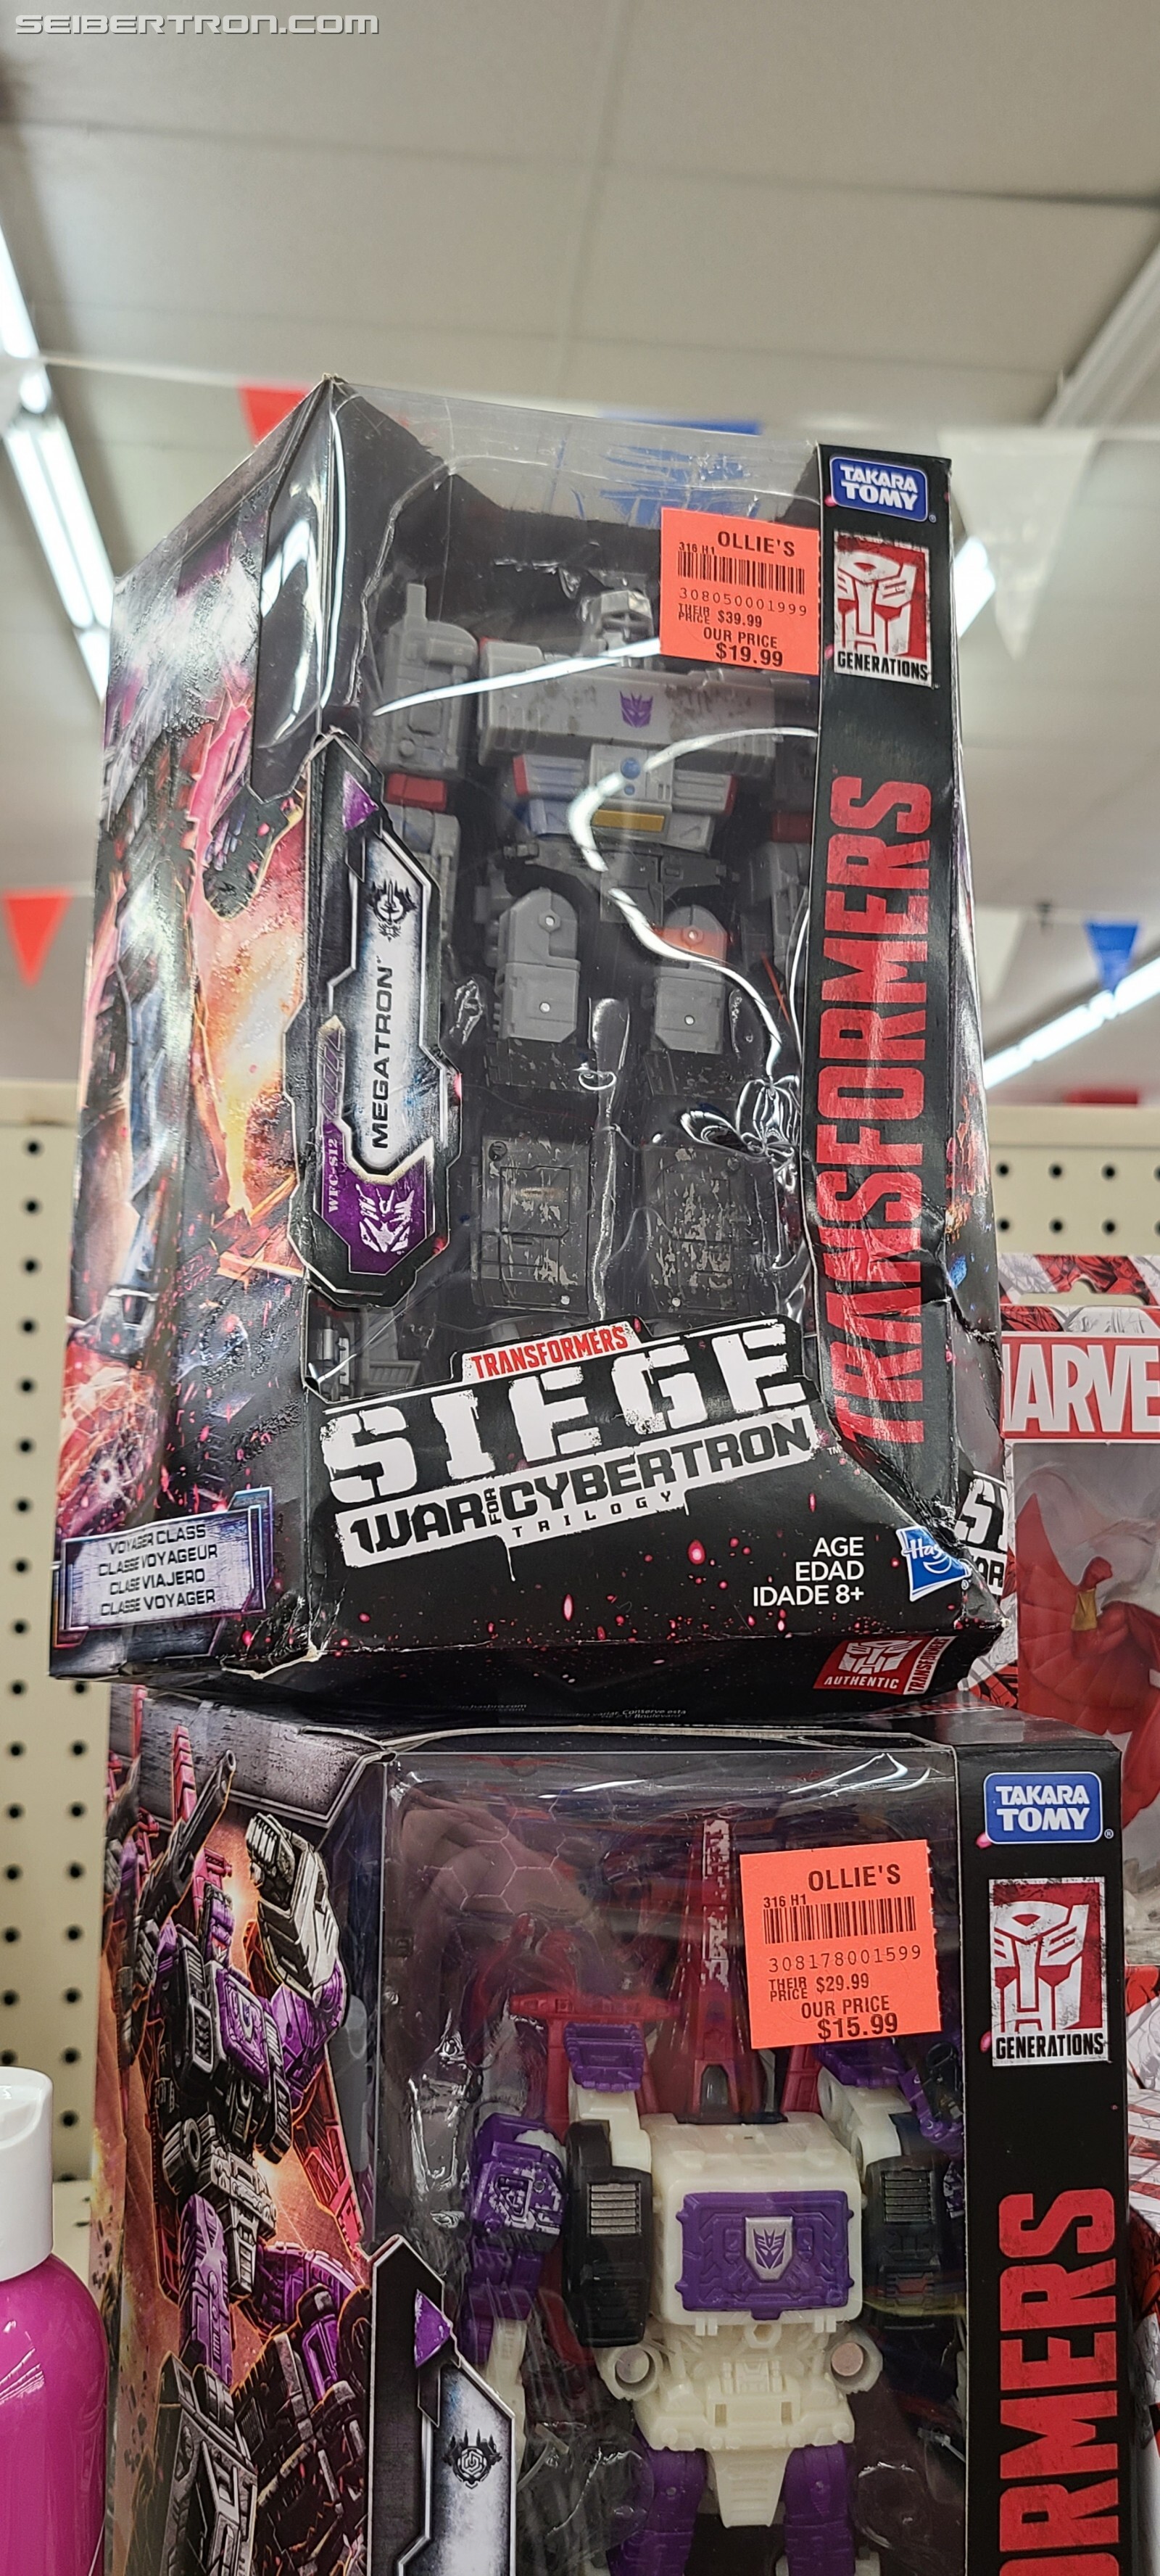 SEIBERTRON.COM
TAKARA
TOMY
GENERATIONS
OLLIE'S
316 H1
308050001999
THEIR PRICE $39.99
OUR PRICE
$19.99
TRANSFORMERS
MEGATRON
WFC-S12
TRANSFORMERS
SIEGE
WAR FOR CYBERTRON
TRILOGY
VOYAGER CLASS
CLASSE VOYAGEUR
CLASE VIAJERO
CLASSE VOYAGER
AGE
EDAD
IDADE 8+
AUTHENTIC
TRANSFORMERS
MARVE
TAKARA
TOMY
GENERATIONS
OLLIE'S
316 H1
308178001599
THEIR PRICE $29.99
OUR PRICE
$15.99
ORMERS